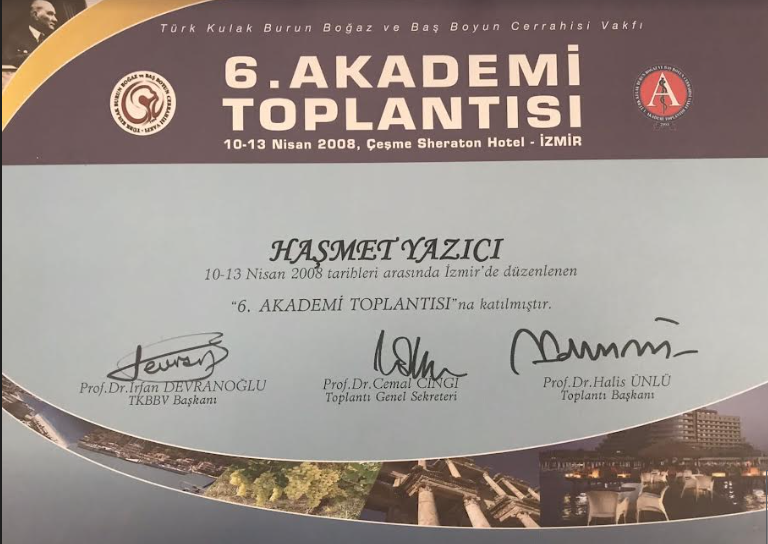 Türk Kulak Burun Boğaz ve Baş Boyun Cerrahisi Vakfı
6. AKADEMİ
TOPLANTISI
10-13 Nisan 2008, Çeşme Sheraton Hotel - İZMİR
HAŞMET YAZICI
10-13 Nisan 2008 tarihleri arasında İzmir'de düzenlenen
"6. AKADEMİ TOPLANTISI"na katılmıştır.
Prof.Dr.İrfan DEVRANOĞLU
TKBBV Başkanı
Prof.Dr.Cemal CİNGİ
Toplantı Genel Sekreteri
Prof.Dr.Halis ÜNLÜ
Toplantı Başkanı